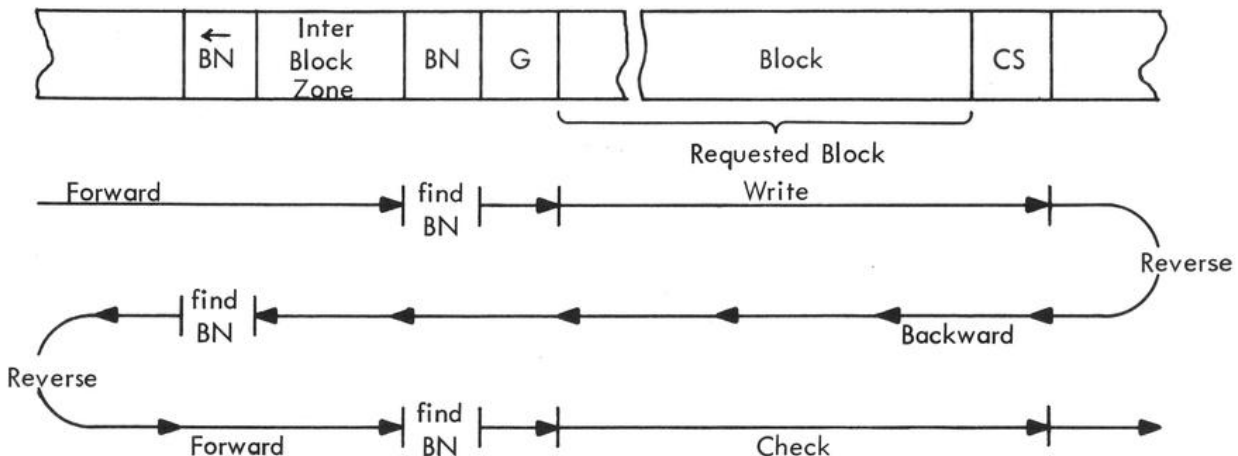 ← BN Inter Block Zone BN G Block CS
Requested Block
Forward find BN Write
Reverse
find BN Backward
Reverse
Forward find BN Check